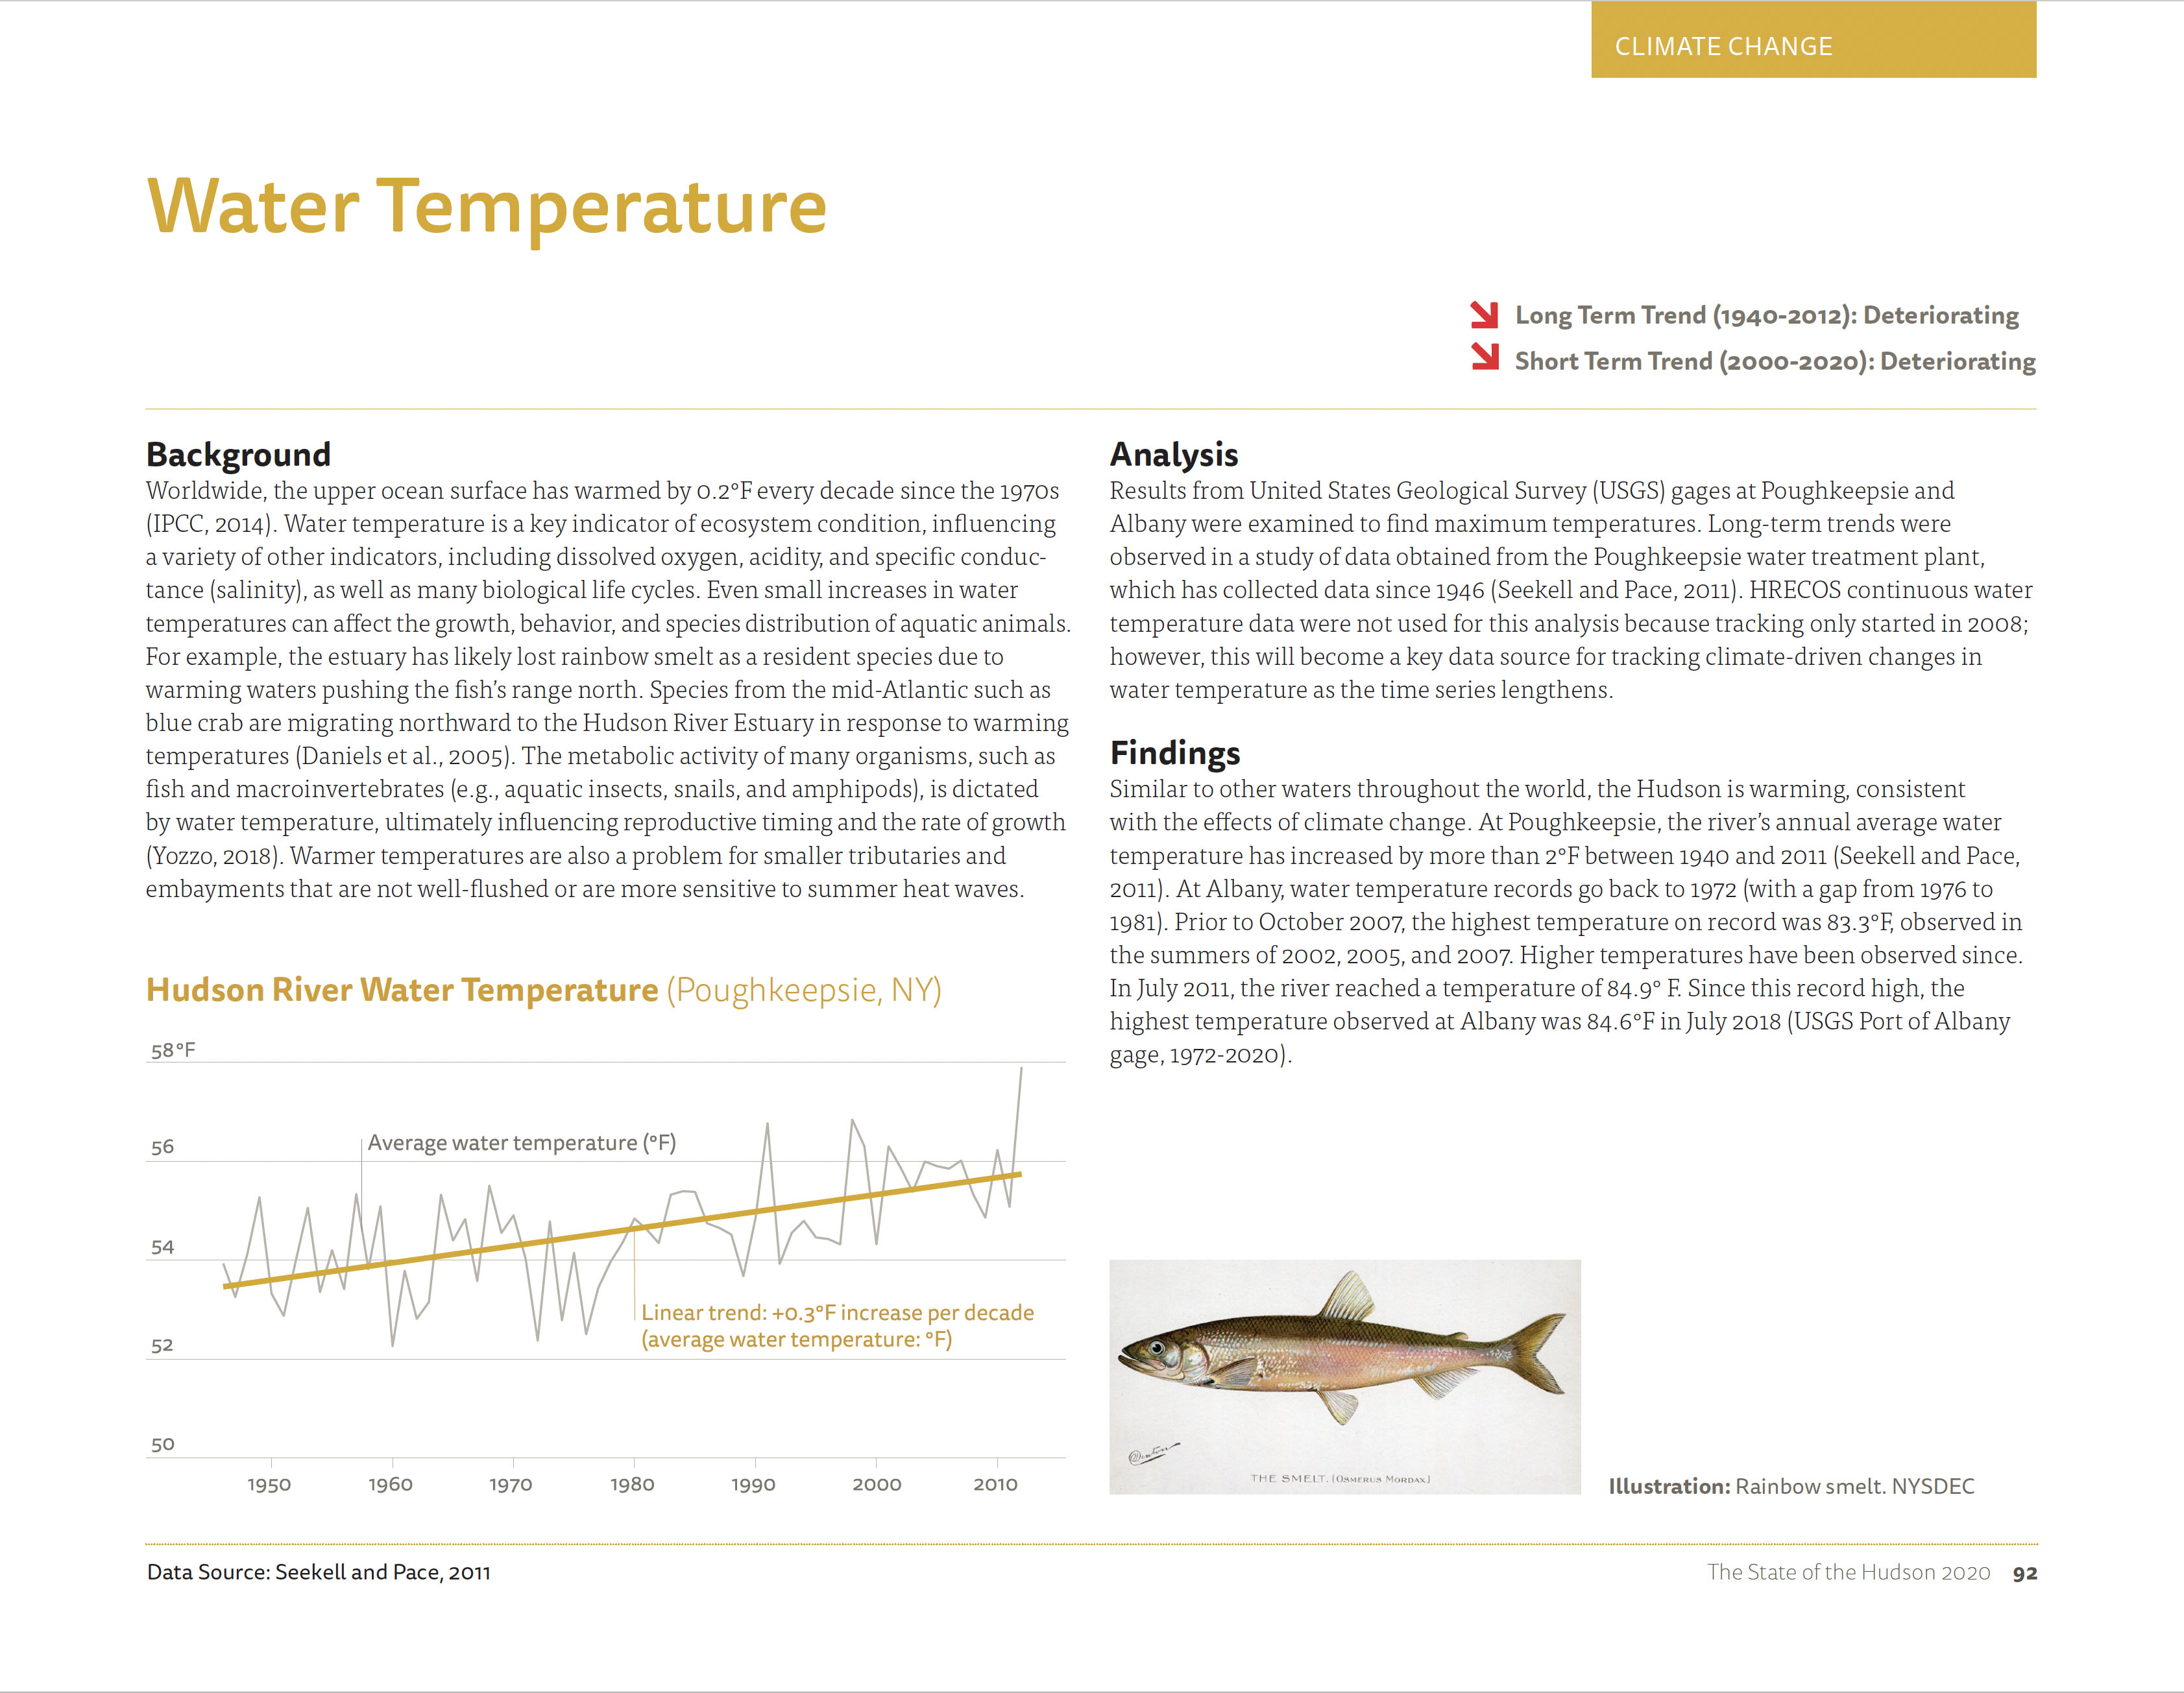 CLIMATE CHANGE
Water Temperature
Long Term Trend (1940-2012): Deteriorating
Short Term Trend (2000-2020): Deteriorating
Background
Worldwide, the upper ocean surface has warmed by 0.2°F every decade since the 1970s
(IPCC, 2014). Water temperature is a key indicator of ecosystem condition, influencing
a variety of other indicators, including dissolved oxygen, acidity, and specific conduc-
tance (salinity), as well as many biological life cycles. Even small increases in water
temperatures can affect the growth, behavior, and species distribution of aquatic animals.
For example, the estuary has likely lost rainbow smelt as a resident species due to
warming waters pushing the fish's range north. Species from the mid-Atlantic such as
blue crab are migrating northward to the Hudson River Estuary in response to warming
temperatures (Daniels et al., 2005). The metabolic activity of many organisms, such as
fish and macroinvertebrates (e.g., aquatic insects, snails, and amphipods), is dictated
by water temperature, ultimately influencing reproductive timing and the rate of growth
(Yozzo, 2018). Warmer temperatures are also a problem for smaller tributaries and
embayments that are not well-flushed or are more sensitive to summer heat waves.
Hudson River Water Temperature (Poughkeepsie, NY)
58°F
56
54
52
50
Average water temperature (°F)
Linear trend: +0.3°F increase per decade
(average water temperature: °F)
1950 1960 1970 1980 1990 2000 2010
Analysis
Results from United States Geological Survey (USGS) gages at Poughkeepsie and
Albany were examined to find maximum temperatures. Long-term trends were
observed in a study of data obtained from the Poughkeepsie water treatment plant,
which has collected data since 1946 (Seekell and Pace, 2011). HRECOS continuous water
temperature data were not used for this analysis because tracking only started in 2008;
however, this will become a key data source for tracking climate-driven changes in
water temperature as the time series lengthens.
Findings
Similar to other waters throughout the world, the Hudson is warming, consistent
with the effects of climate change. At Poughkeepsie, the river's annual average water
temperature has increased by more than 2°F between 1940 and 2011 (Seekell and Pace,
2011). At Albany, water temperature records go back to 1972 (with a gap from 1976 to
1981). Prior to October 2007, the highest temperature on record was 83.3°F, observed in
the summers of 2002, 2005, and 2007. Higher temperatures have been observed since.
In July 2011, the river reached a temperature of 84.9° F. Since this record high, the
highest temperature observed at Albany was 84.6°F in July 2018 (USGS Port of Albany
gage, 1972-2020).
THE SMELT. (OSMERUS MORDAX.)
Illustration: Rainbow smelt. NYSDEC
Data Source: Seekell and Pace, 2011
The State of the Hudson 2020 92